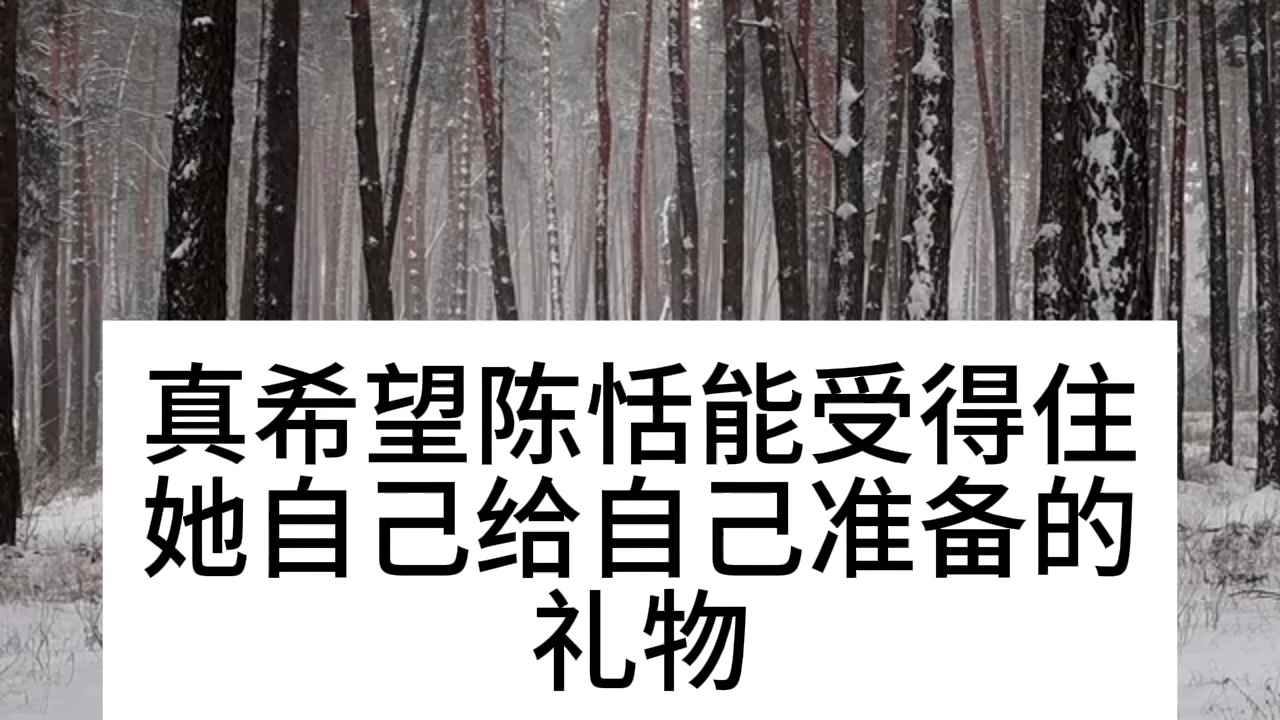 真希望陈恬能受得住
她自己给自己准备的
礼物